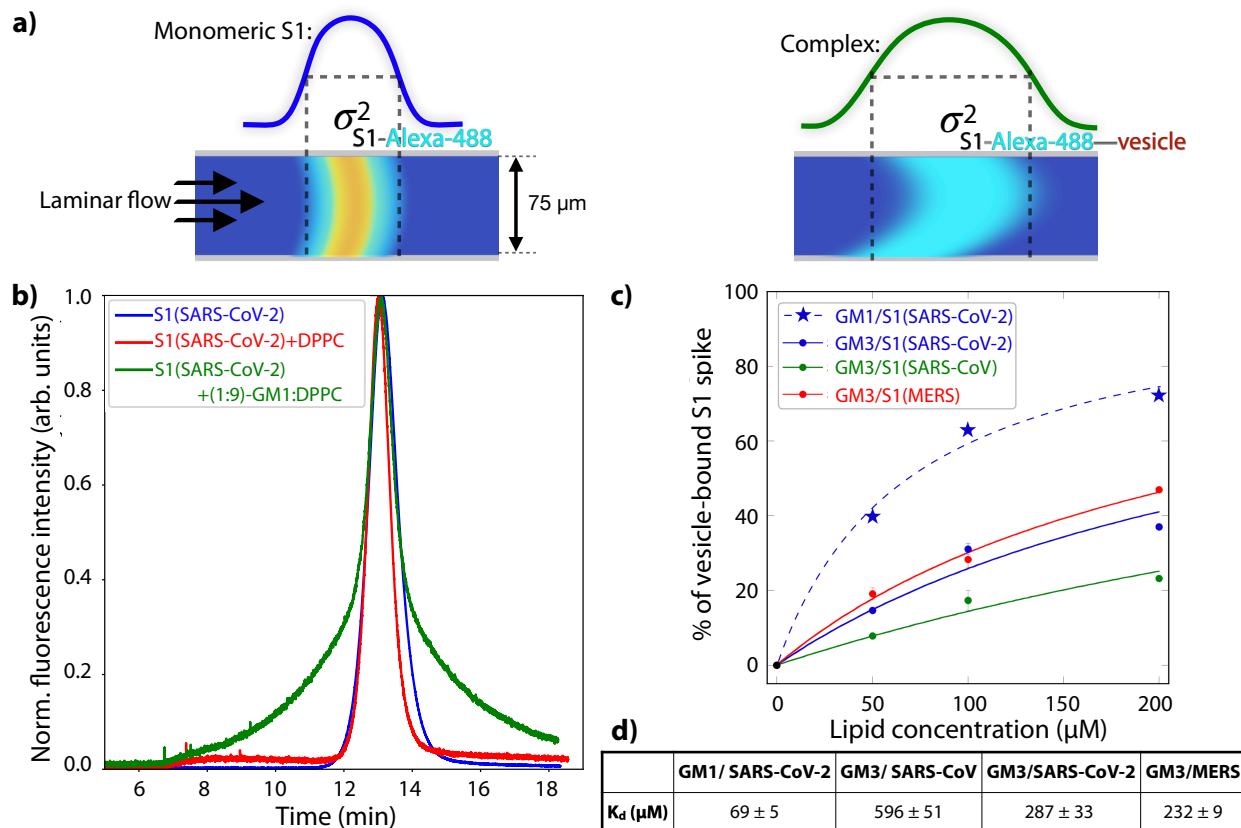 a)
Monomeric S1:
σ²
S1-Alexa-488
Laminar flow
75 µm
Complex:
σ²
S1-Alexa-488—vesicle
b)
Norm. fluorescence intensity (arb. units)
1.0
0.8
0.6
0.4
0.2
0.0
S1(SARS-CoV-2)
S1(SARS-CoV-2)+DPPC
S1(SARS-CoV-2)
+(1:9)-GM1:DPPC
6 8 10 12 14 16 18
Time (min)
c)
% of vesicle-bound S1 spike
100
80
60
40
20
0
GM1/S1(SARS-CoV-2)
GM3/S1(SARS-CoV-2)
GM3/S1(SARS-CoV)
GM3/S1(MERS)
0 50 100 150 200
Lipid concentration (µM)
d)
GM1/ SARS-CoV-2 GM3/ SARS-CoV GM3/SARS-CoV-2 GM3/MERS
Kd (µM) 69 ± 5 596 ± 51 287 ± 33 232 ± 9